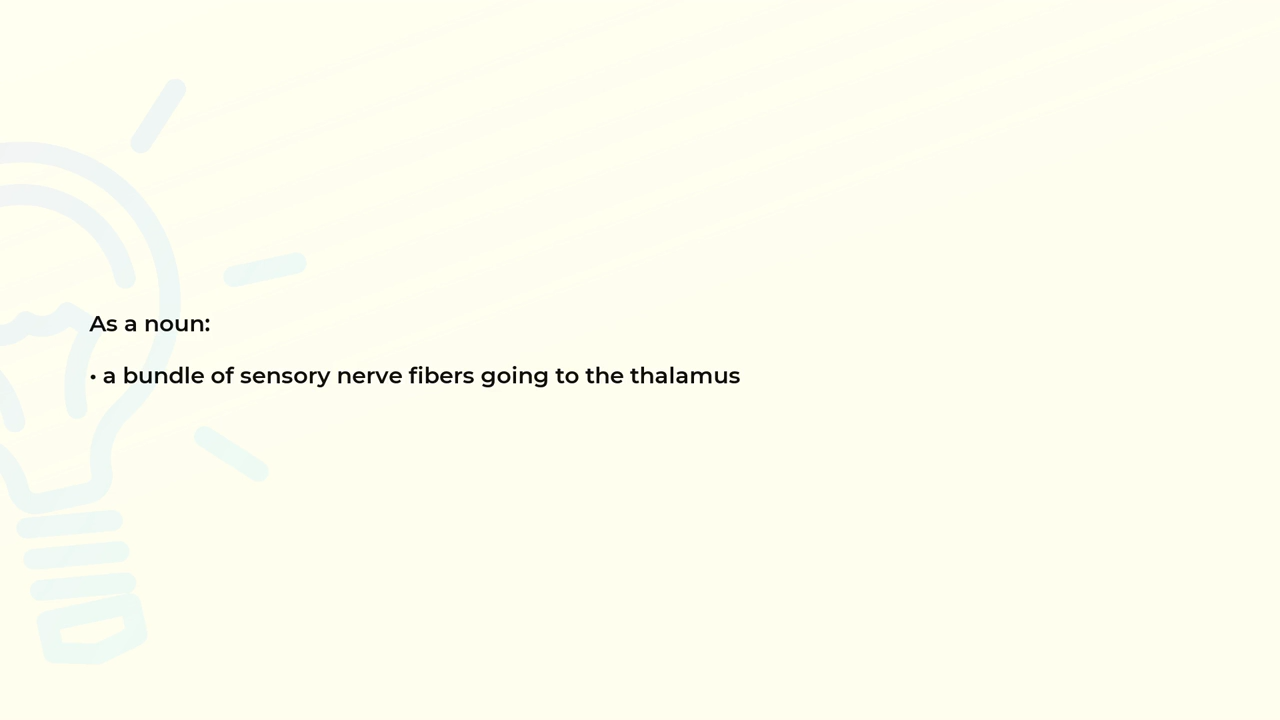 As a noun:
• a bundle of sensory nerve fibers going to the thalamus